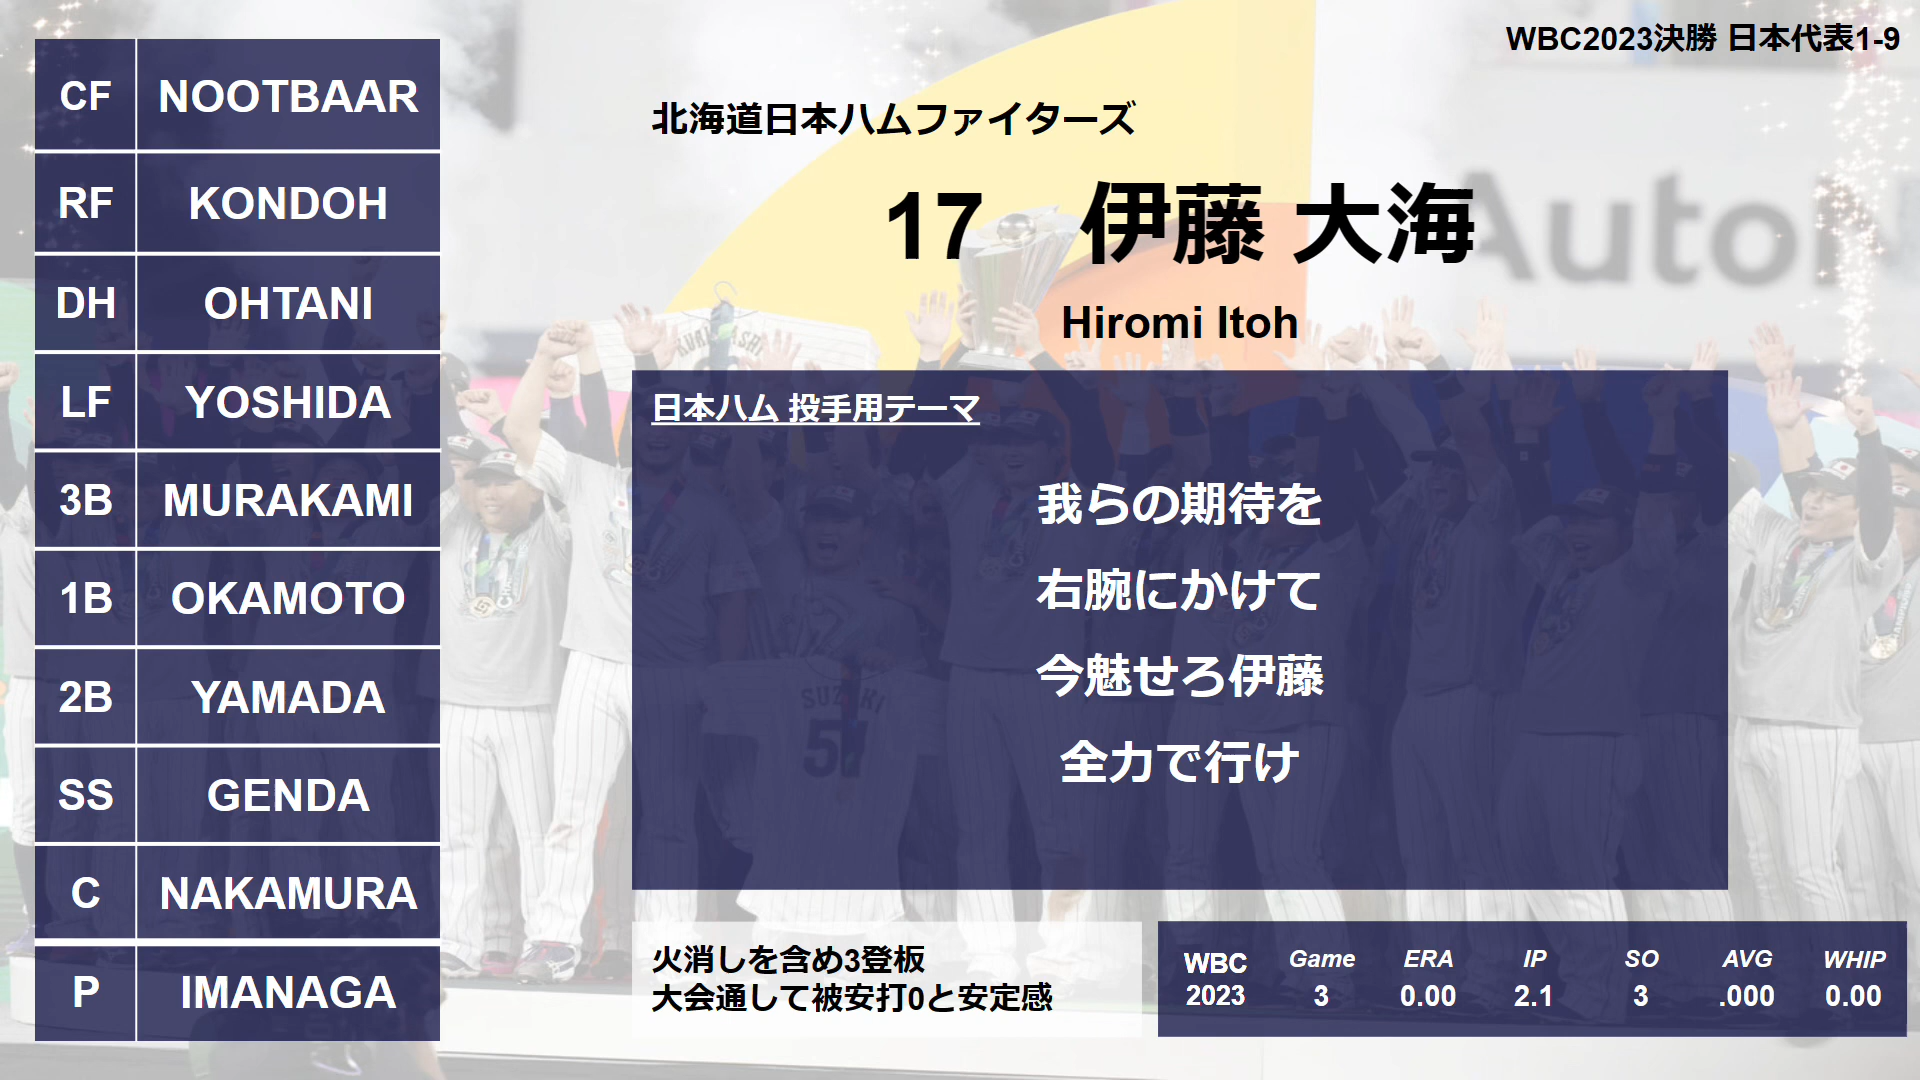 WBC2023決勝 日本代表1-9
CF NOOTBAAR
RF KONDOH
DH OHTANI
LF YOSHIDA
3B MURAKAMI
1B OKAMOTO
2B YAMADA
SS GENDA
C NAKAMURA
P IMANAGA
北海道日本ハムファイターズ
17 伊藤 大海
Hiromi Itoh
日本ハム 投手用テーマ
我らの期待を
右腕にかけて
今魅せろ伊藤
全力で行け
火消しを含め3登板
大会通して被安打0と安定感
WBC 2023
Game ERA IP SO AVG WHIP
3 0.00 2.1 3 .000 0.00
Auto
SUZUKI
51